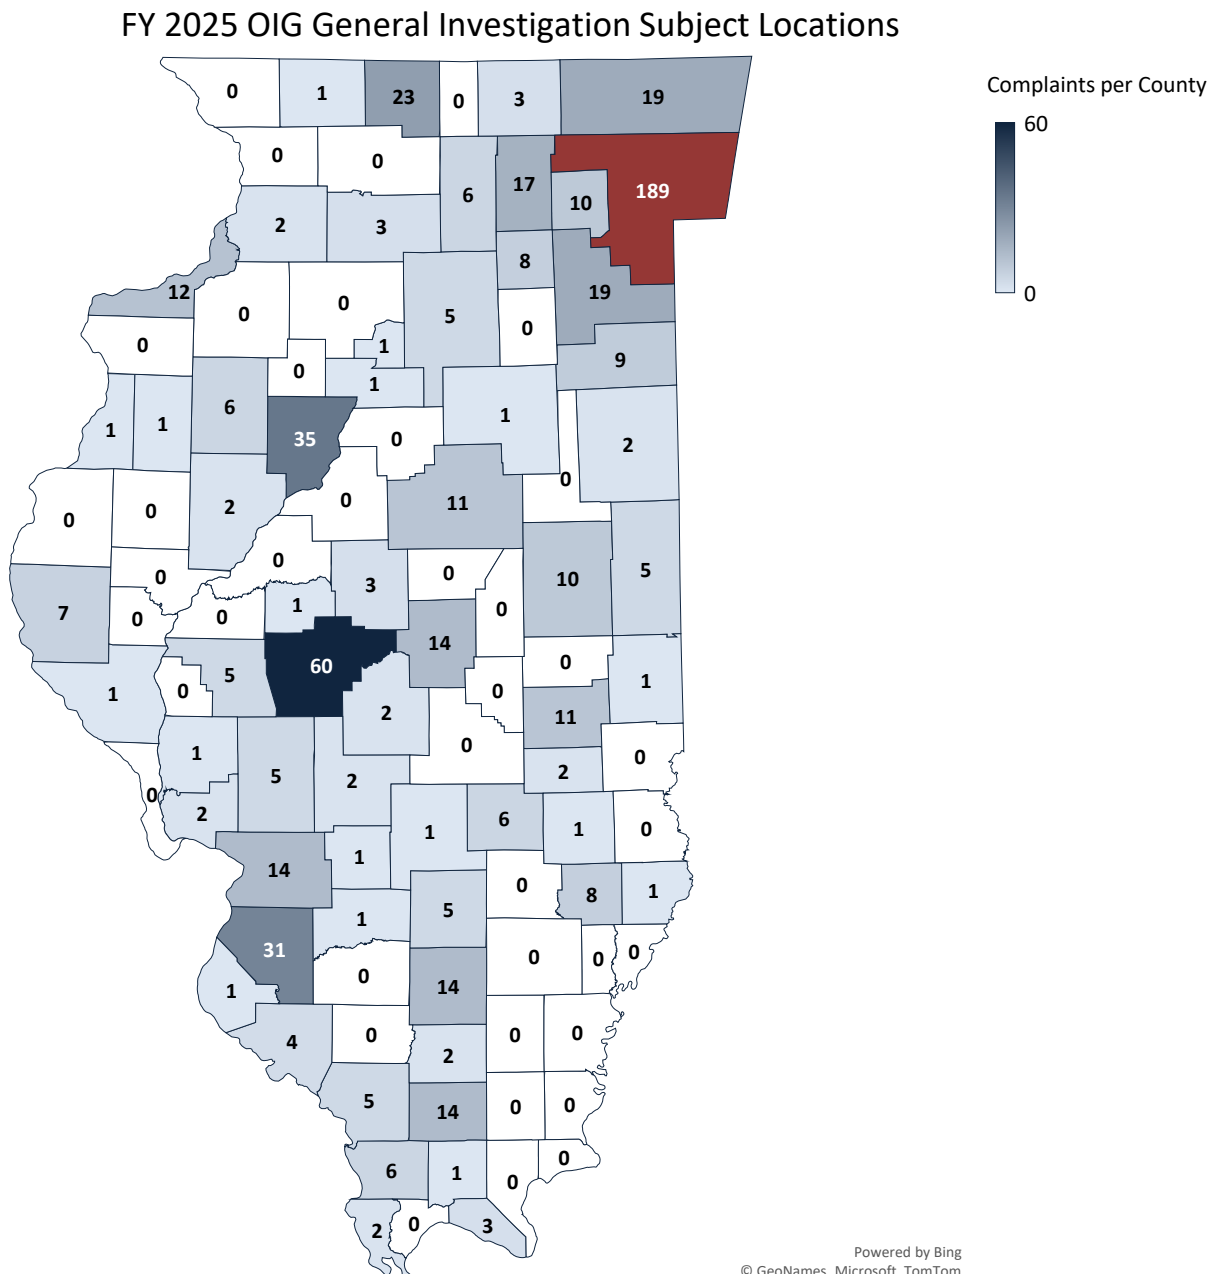 FY 2025 OIG General Investigation Subject Locations
Complaints per County
60
0
0 1 23 0 3 19
0 0 6 17 10 189
2 3 8
12 0 0 5 0 19
0 0 1 1 9
1 1 6 35 0 1 0 2
0 0 2 0 11 10 5
7 0 0 0 0 1 3 0 14 0
1 0 5 60 2 0 0 0 11 1
0 1 2 5 2 0 2 0
14 1 1 6 1 0
31 1 5 0 8 1
1 0 14 0 0 0
4 0 2 0 0
5 14 0 0
6 1 0 0
2 0 3
Powered by Bing
© GeoNames, Microsoft, TomTom